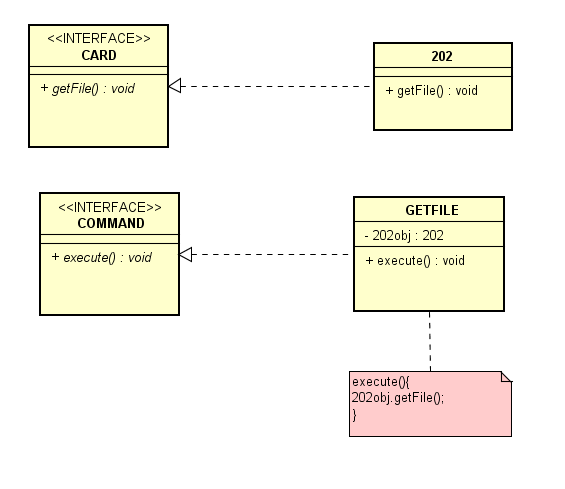 <<INTERFACE>>
CARD
+ getFile() : void
202
+ getFile() : void
<<INTERFACE>>
COMMAND
+ execute() : void
GETFILE
- 202obj : 202
+ execute() : void
execute(){
202obj.getFile();
}